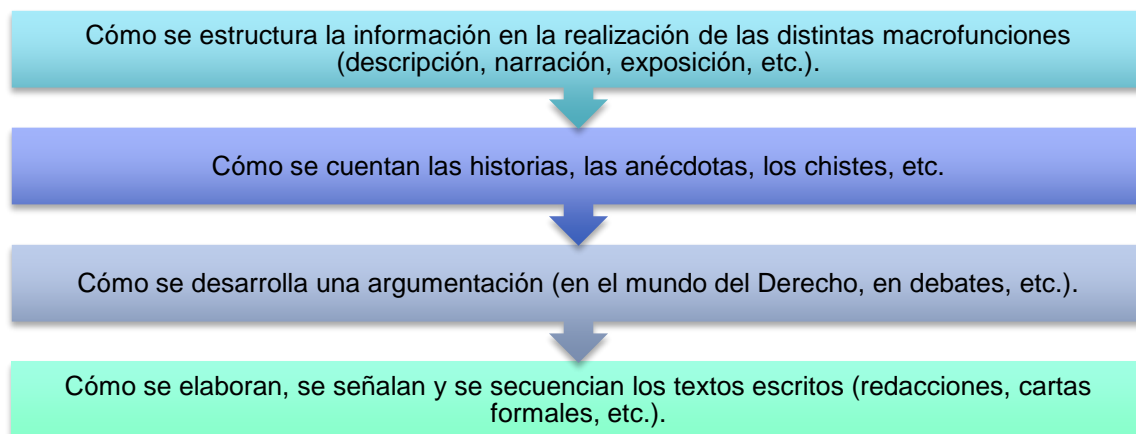 Cómo se estructura la información en la realización de las distintas macrofunciones
(descripción, narración, exposición, etc.).
Cómo se cuentan las historias, las anécdotas, los chistes, etc.
Cómo se desarrolla una argumentación (en el mundo del Derecho, en debates, etc.).
Cómo se elaboran, se señalan y se secuencian los textos escritos (redacciones, cartas
formales, etc.).